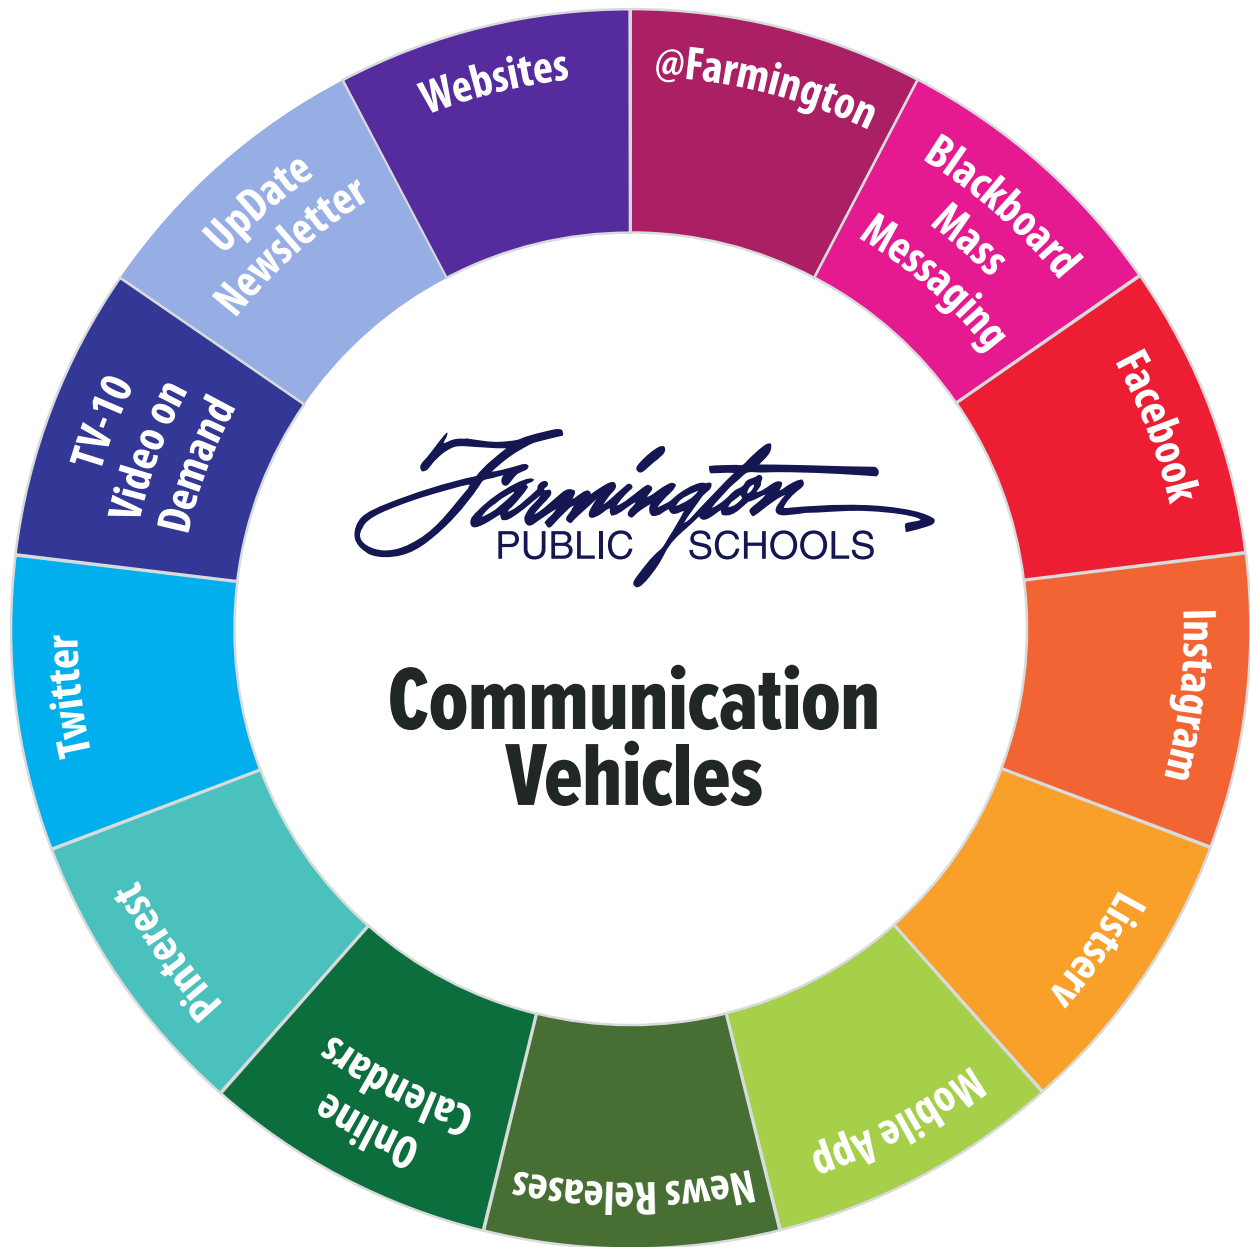 Farmington
PUBLIC SCHOOLS
Communication
Vehicles
@Farmington
Blackboard
Mass
Messaging
Facebook
Instagram
Listserv
Mobile App
News Releases
Online
Calendars
Pinterest
Twitter
TV-10
Video on
Demand
UpDate
Newsletter
Websites